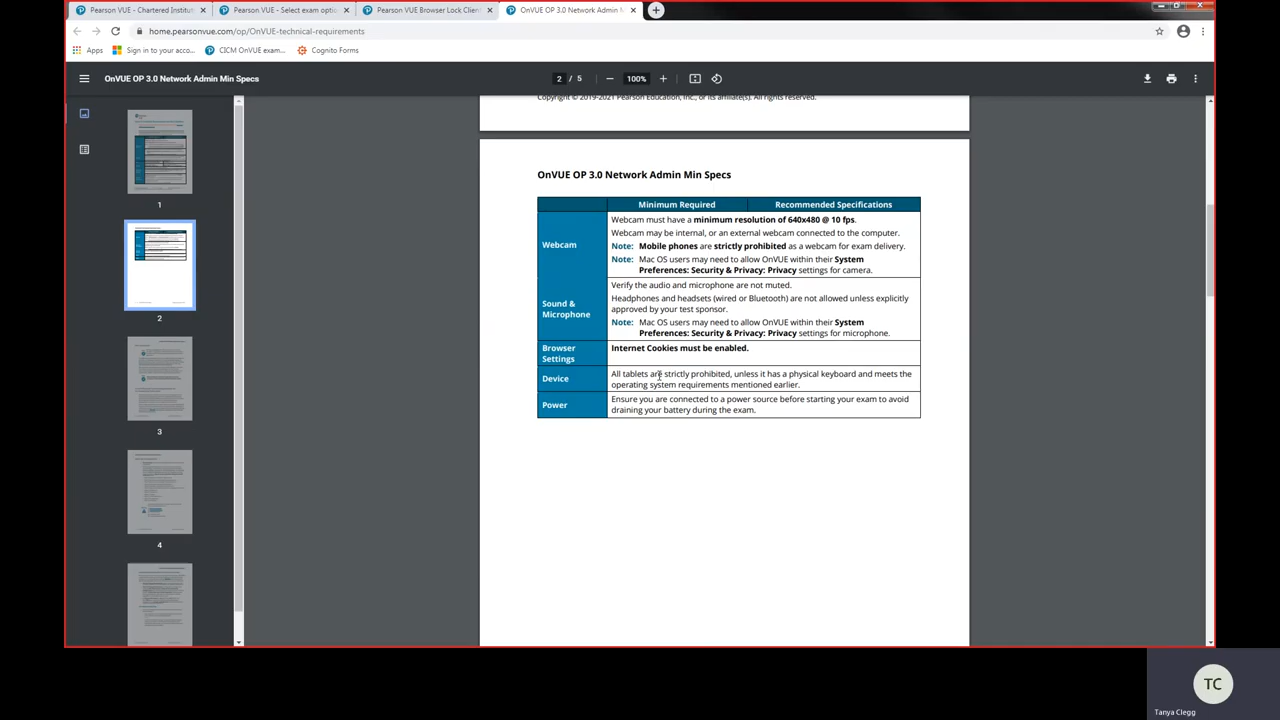 Pearson VUE - Chartered Institut
Pearson VUE - Select exam optio
Pearson VUE Browser Lock Client
OnVUE OP 3.0 Network Admin M
home.pearsonvue.com/op/OnVUE-technical-requirements
Apps
Sign in to your acco...
CICM OnVUE exam...
Cognito Forms
OnVUE OP 3.0 Network Admin Min Specs
2 / 5
100%
Copyright © 2019-2021 Pearson Education, Inc., or its affiliate(s). All rights reserved.
OnVUE OP 3.0 Network Admin Min Specs
Minimum Required Recommended Specifications
Webcam
Webcam must have a minimum resolution of 640x480 @ 10 fps.
Webcam may be internal, or an external webcam connected to the computer.
Note: Mobile phones are strictly prohibited as a webcam for exam delivery.
Note: Mac OS users may need to allow OnVUE within their System
Preferences: Security & Privacy: Privacy settings for camera.
Sound &
Microphone
Verify the audio and microphone are not muted.
Headphones and headsets (wired or Bluetooth) are not allowed unless explicitly
approved by your test sponsor.
Note: Mac OS users may need to allow OnVUE within their System
Preferences: Security & Privacy: Privacy settings for microphone.
Browser
Settings
Internet Cookies must be enabled.
Device
All tablets are strictly prohibited, unless it has a physical keyboard and meets the
operating system requirements mentioned earlier.
Power
Ensure you are connected to a power source before starting your exam to avoid
draining your battery during the exam.
1
2
3
4
TC
Tanya Clegg